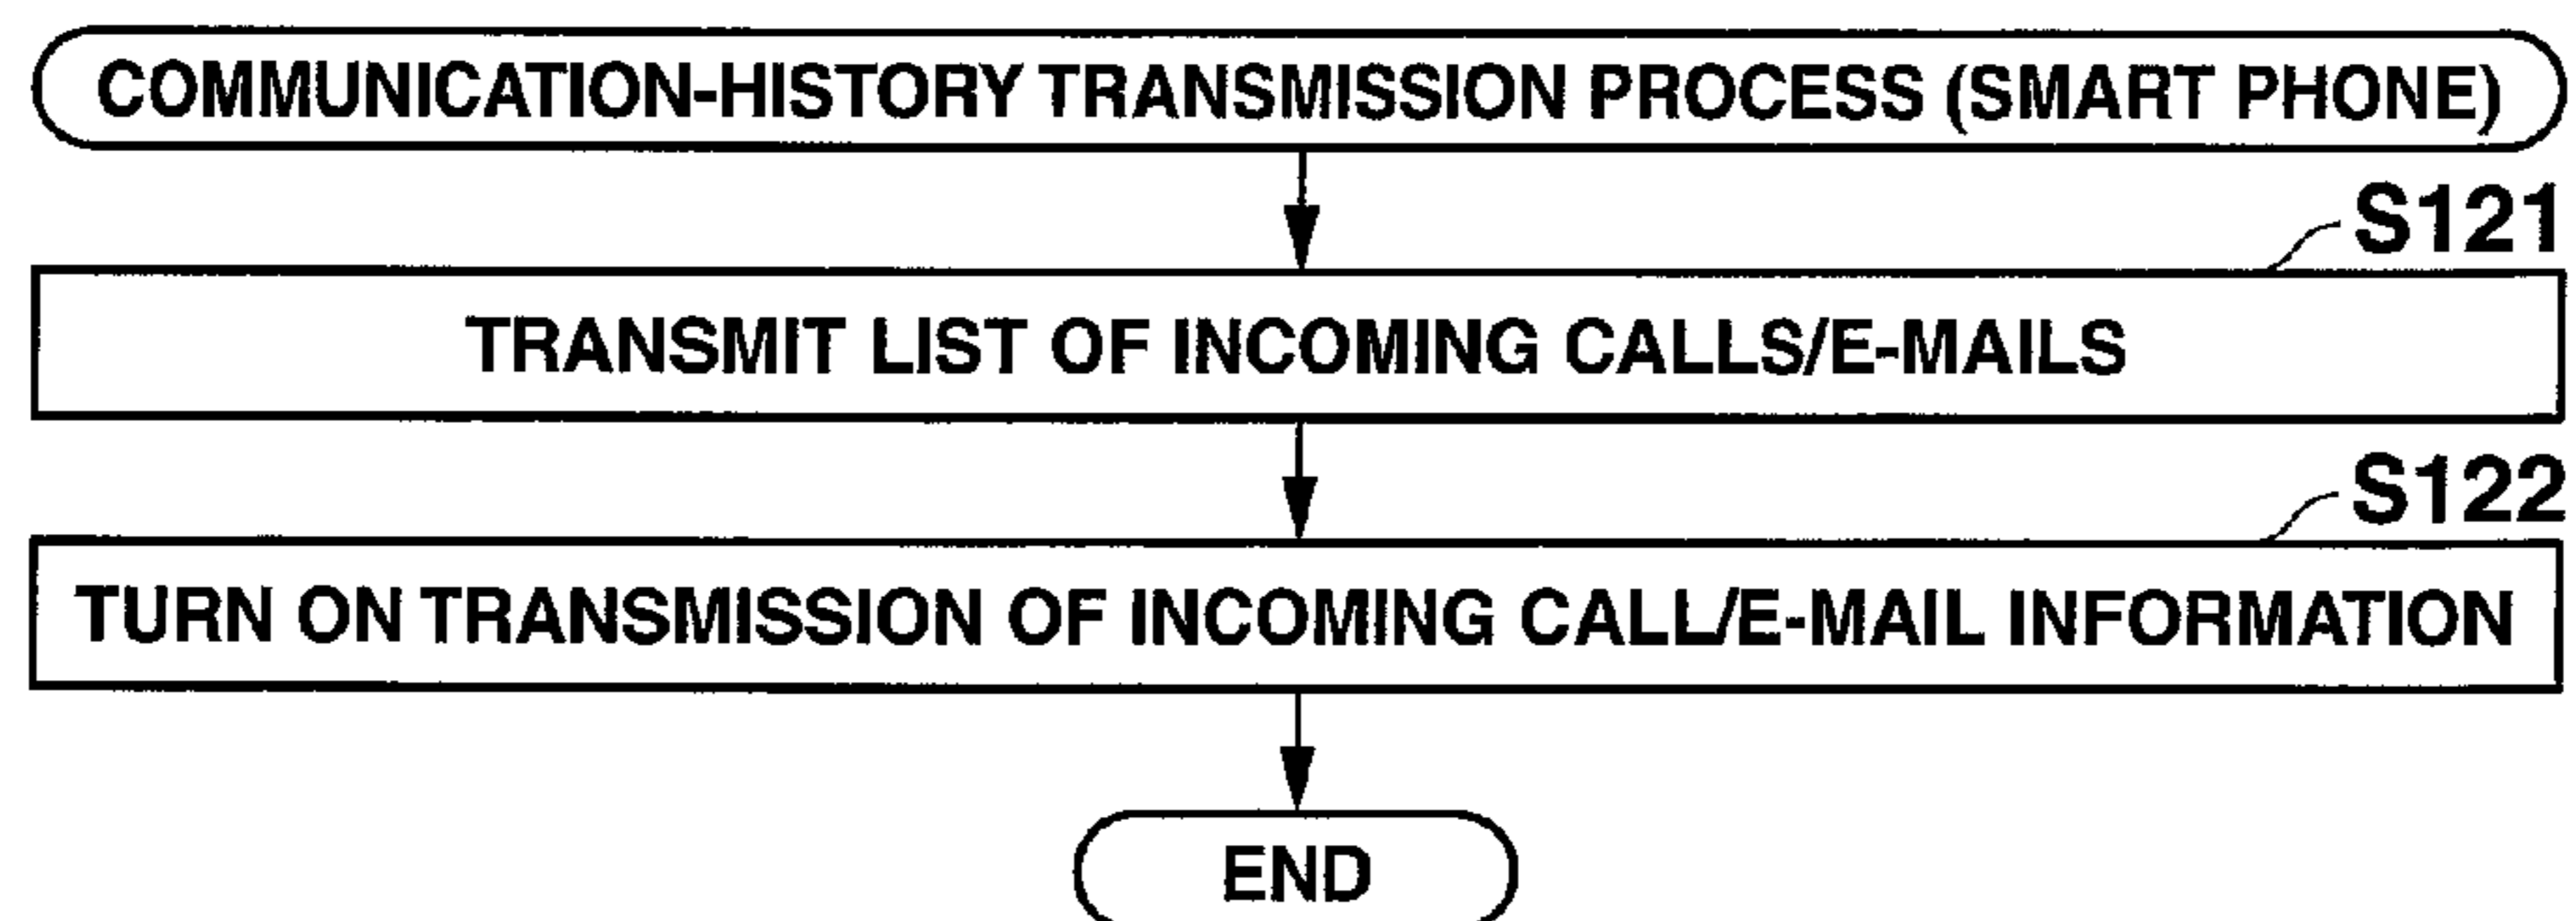 COMMUNICATION-HISTORY TRANSMISSION PROCESS (SMART PHONE)
S121
TRANSMIT LIST OF INCOMING CALLS/E-MAILS
S122
TURN ON TRANSMISSION OF INCOMING CALL/E-MAIL INFORMATION
END